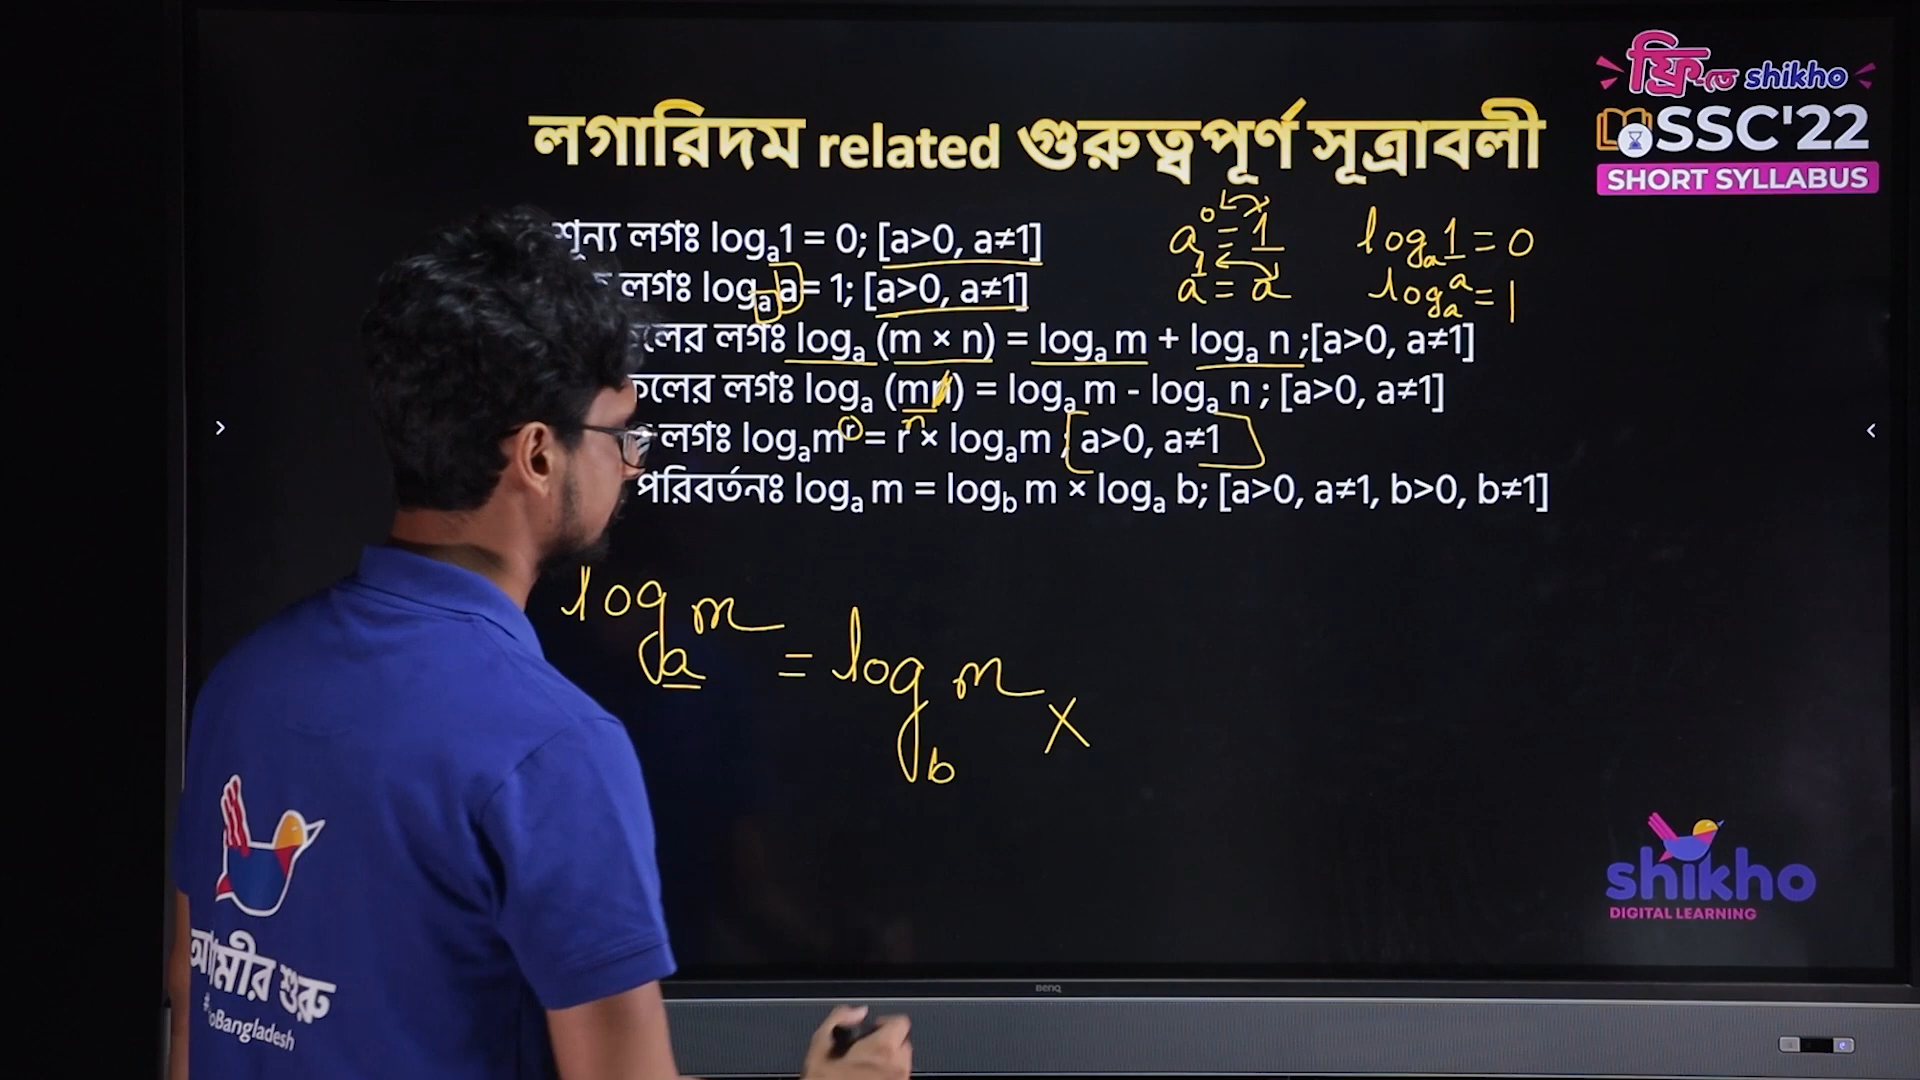 ফ্রি-তে shikho
SSC'22
SHORT SYLLABUS
লগারিদম related গুরুত্বপূর্ণ সূত্রাবলী
শূন্য লগঃ logₐ1 = 0; [a>0, a≠1]
লগঃ logₐa = 1; [a>0, a≠1]
লগঃ logₐ (m × n) = logₐ m + logₐ n ;[a>0, a≠1]
লগঃ logₐ (mn) = logₐ m - logₐ n ; [a>0, a≠1]
n
লগঃ logₐmʳ = r × logₐm ; [a>0, a≠1]
পরিবর্তনঃ logₐ m = log_b m × logₐ b; [a>0, a≠1, b>0, b≠1]
a⁰ = 1
logₐ1 = 0
a¹ = a
logₐa = 1
logₐm = log_b m ×
shikho
DIGITAL LEARNING
শুরু
Bangladesh
BenQ